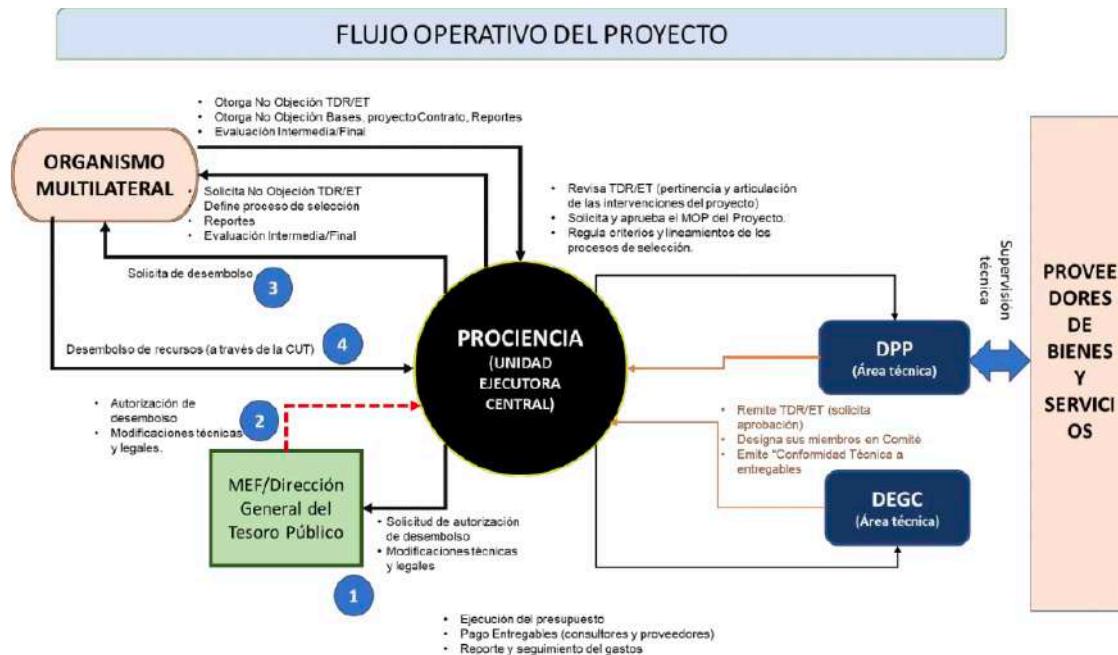 FLUJO OPERATIVO DEL PROYECTO
• Otorga No Objeción TDR/ET
• Otorga No Objeción Bases, proyecto Contrato, Reportes
• Evaluación Intermedia/Final
ORGANISMO
MULTILATERAL
• Solicita No Objeción TDR/ET
Define proceso de selección
• Reportes
• Evaluación Intermedia/Final
Solicita de desembolso
3
• Revisa TDR/ET (pertinencia y articulación
de las intervenciones del proyecto)
• Solicita y aprueba el MOP del Proyecto.
• Regula criterios y lineamientos de los
procesos de selección.
Desembolso de recursos (a través de la CUT)
4
PROCIENCIA
(UNIDAD
EJECUTORA
CENTRAL)
DPP
(Área técnica)
Supervisión
técnica
PROVEE
DORES
DE
BIENES
Y
SERVICI
OS
• Autorización de
desembolso
• Modificaciones técnicas
y legales.
2
MEF/Dirección
General del
Tesoro Público
1
• Solicitud de autorización
de desembolso
• Modificaciones técnicas
y legales
• Remite TDR/ET (solicita
aprobación)
• Designa sus miembros en Comité
• Emite "Conformidad Técnica a
entregables
DEGC
(Área técnica)
• Ejecución del presupuesto
• Pago Entregables (consultores y proveedores)
• Reporte y seguimiento del gastos